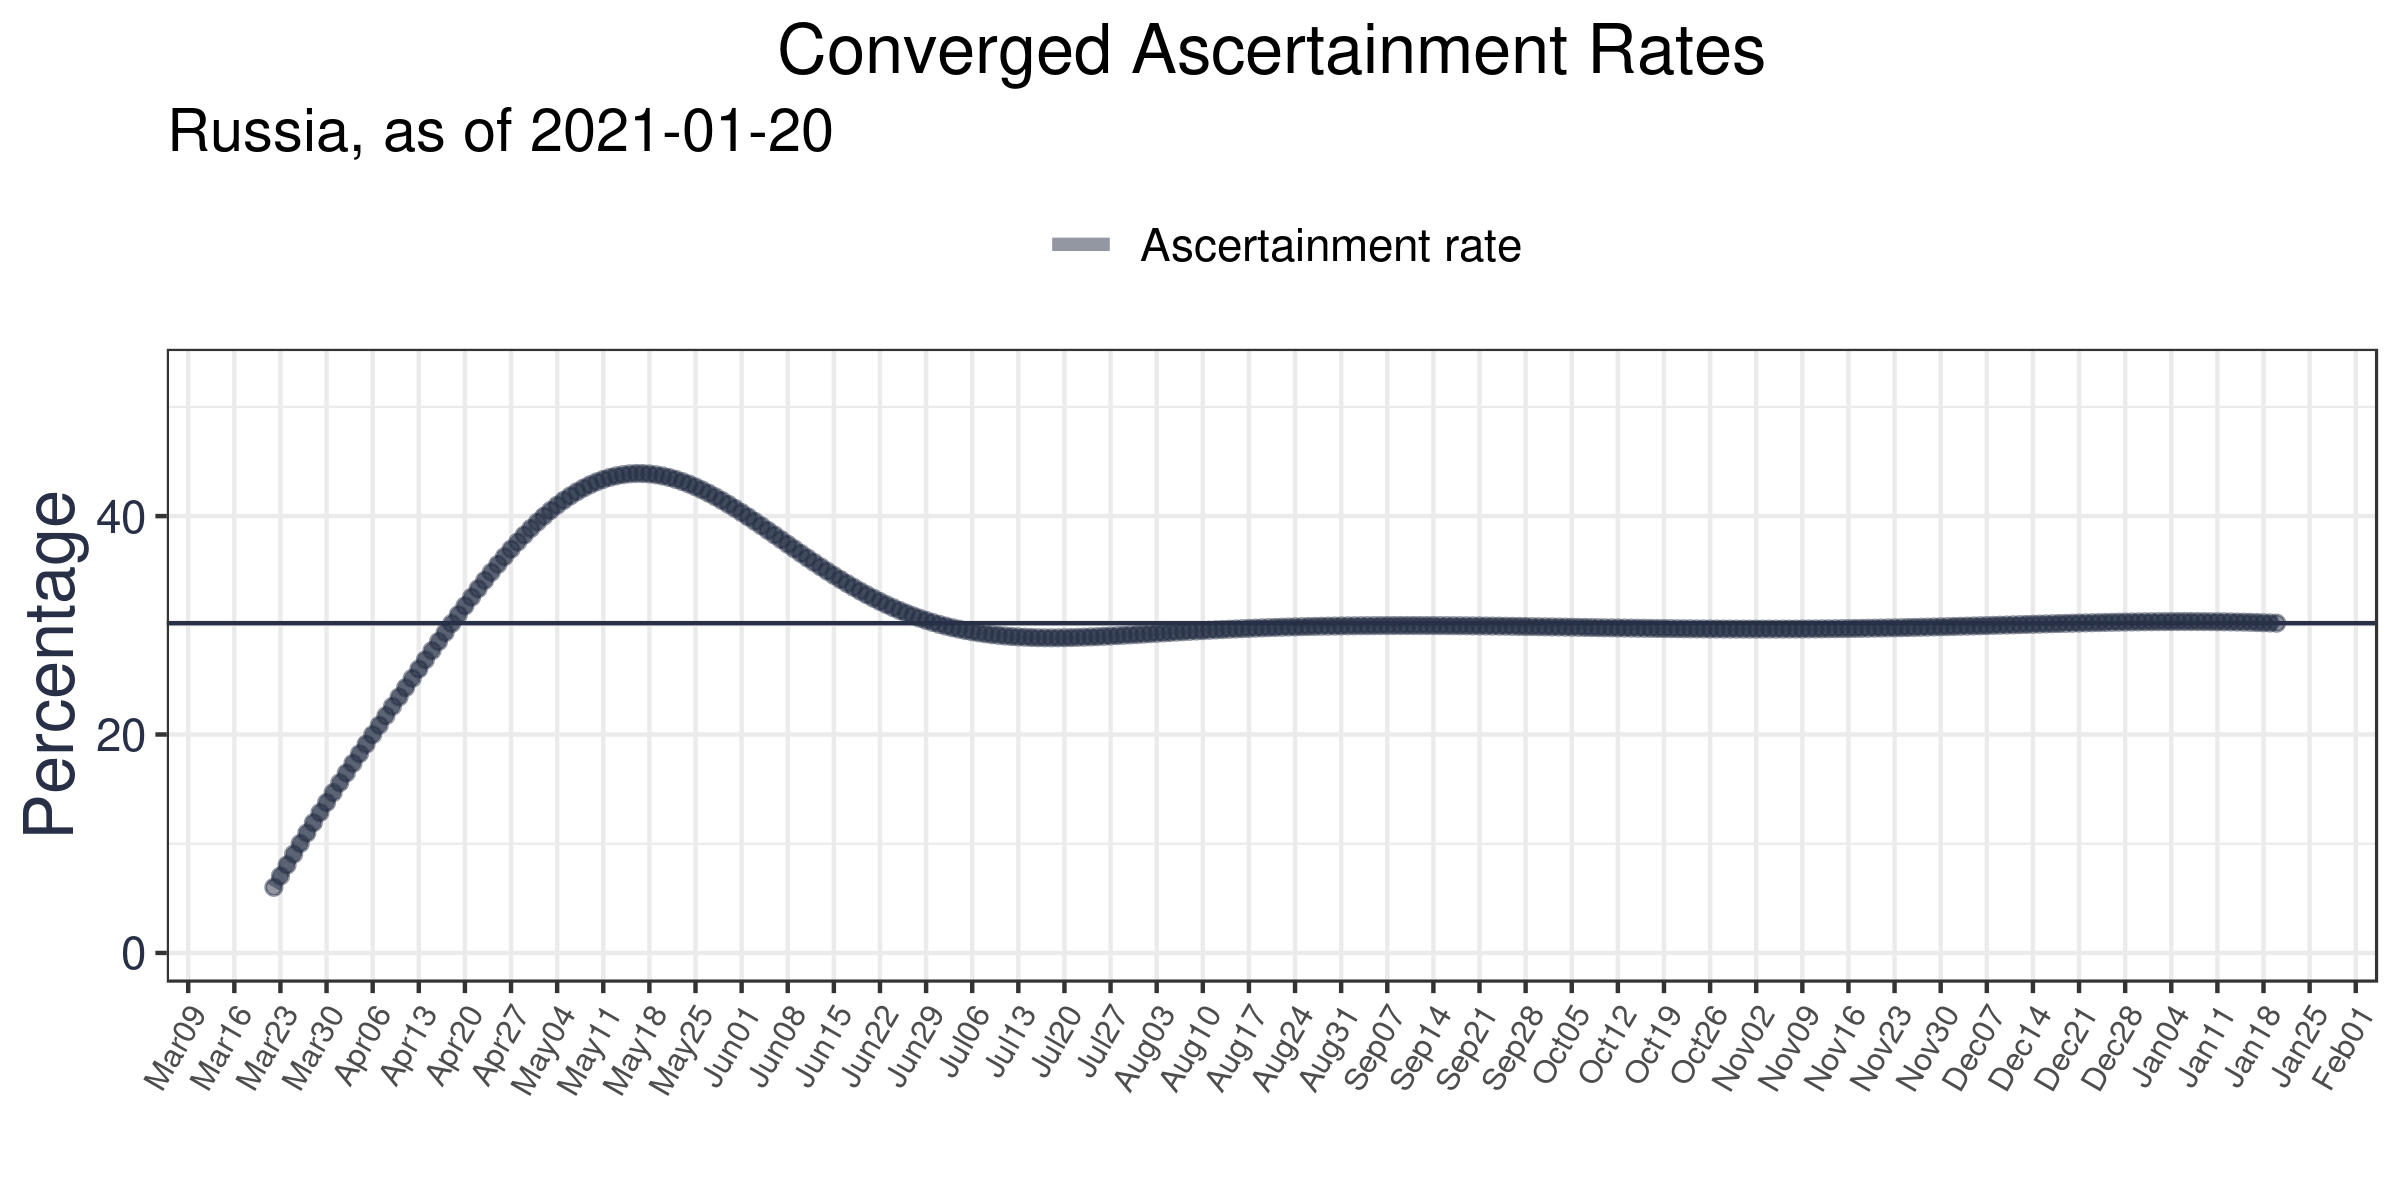 Converged Ascertainment Rates
Russia, as of 2021-01-20
Ascertainment rate
Percentage
40
20
0
Mar09
Mar16
Mar23
Mar30
Apr06
Apr13
Apr20
Apr27
May04
May11
May18
May25
Jun01
Jun08
Jun15
Jun22
Jun29
Jul06
Jul13
Jul20
Jul27
Aug03
Aug10
Aug17
Aug24
Aug31
Sep07
Sep14
Sep21
Sep28
Oct05
Oct12
Oct19
Oct26
Nov02
Nov09
Nov16
Nov23
Nov30
Dec07
Dec14
Dec21
Dec28
Jan04
Jan11
Jan18
Jan25
Feb01